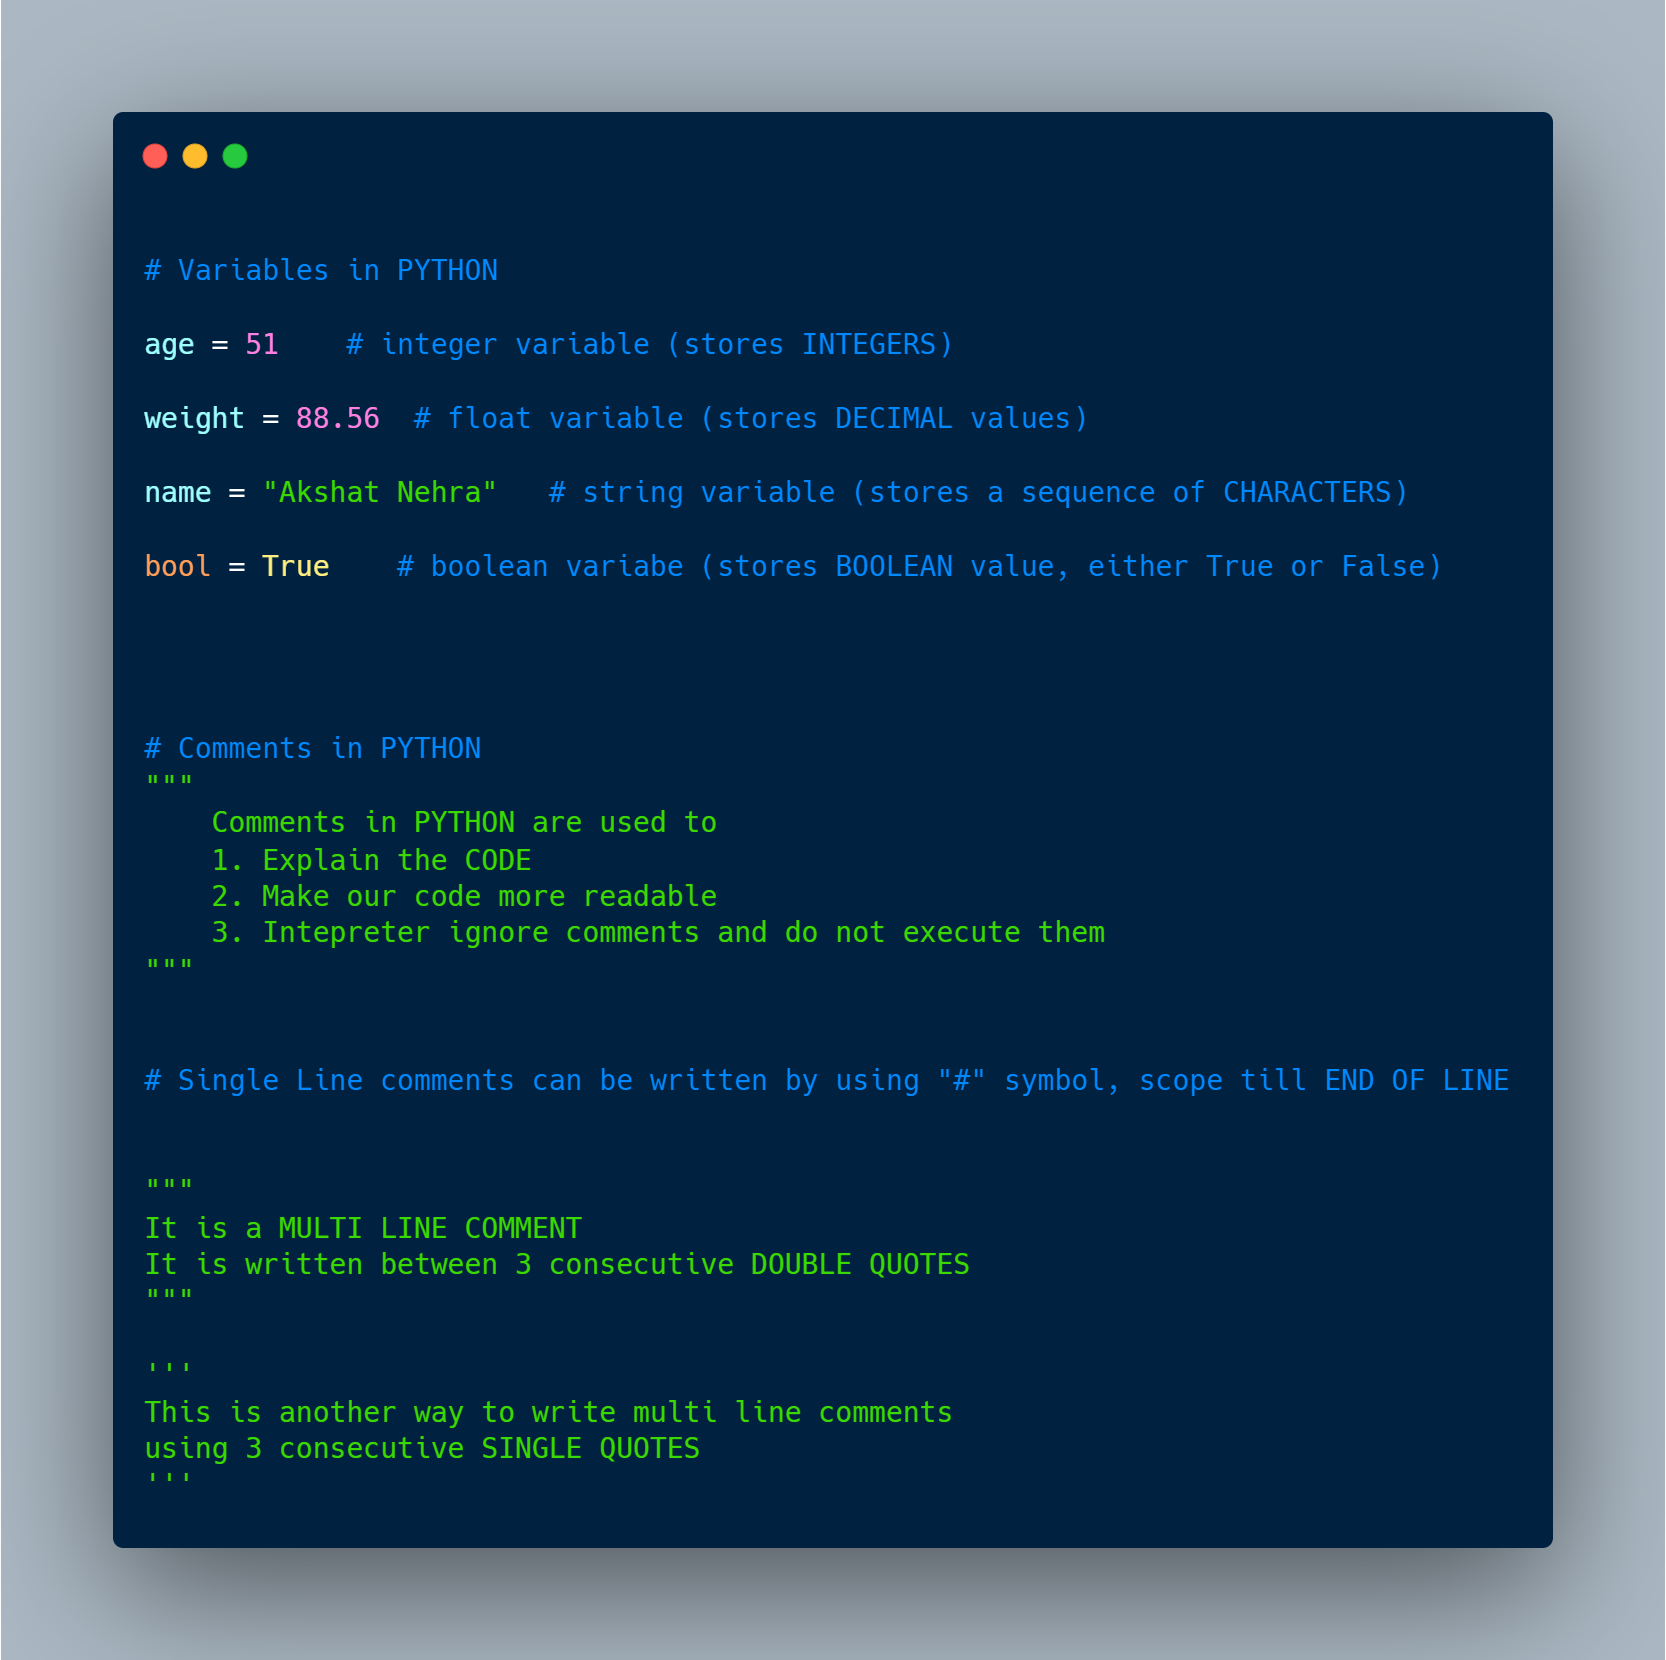 # Variables in PYTHON
age = 51    # integer variable (stores INTEGERS)
weight = 88.56  # float variable (stores DECIMAL values)
name = "Akshat Nehra"   # string variable (stores a sequence of CHARACTERS)
bool = True    # boolean variabe (stores BOOLEAN value, either True or False)
# Comments in PYTHON
"""
    Comments in PYTHON are used to
    1. Explain the CODE
    2. Make our code more readable
    3. Intepreter ignore comments and do not execute them
"""
# Single Line comments can be written by using "#" symbol, scope till END OF LINE
"""
It is a MULTI LINE COMMENT
It is written between 3 consecutive DOUBLE QUOTES
"""
'''
This is another way to write multi line comments
using 3 consecutive SINGLE QUOTES
'''